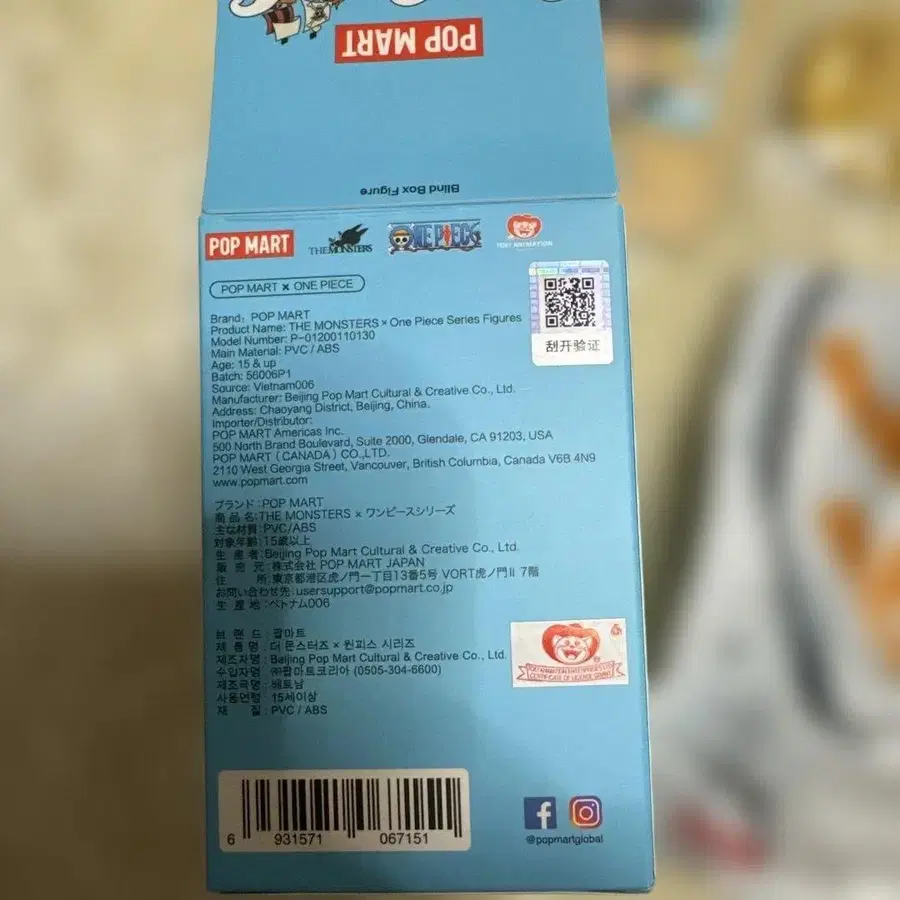 POP MART
Blind Box Figure
POP MART
THE MONSTERS
ONE PIECE
TOEI ANIMATION
POP MART × ONE PIECE
刮开验证
Brand: POP MART
Product Name: THE MONSTERS × One Piece Series Figures
Model Number: P-01200110130
Main Material: PVC / ABS
Age: 15 & up
Batch: 56006P1
Source: Vietnam006
Manufacturer: Beijing Pop Mart Cultural & Creative Co., Ltd.
Address: Chaoyang District, Beijing, China.
Importer/Distributor:
POP MART Americas Inc.
500 North Brand Boulevard, Suite 2000, Glendale, CA 91203, USA
POP MART (CANADA) CO.,LTD.
2110 West Georgia Street, Vancouver, British Columbia, Canada V6B 4N9
www.popmart.com
ブランド:POP MART
商品名:THE MONSTERS × ワンピースシリーズ
主な材質:PVC/ABS
対象年齢:15歳以上
生産者:Beijing Pop Mart Cultural & Creative Co., Ltd.
販売元:株式会社 POP MART JAPAN
住所:東京都港区虎ノ門一丁目13番5号 VORT虎ノ門II 7階
お問い合わせ先:usersupport@popmart.co.jp
生産地:ベトナム006
브랜드:팝마트
제품명:더 몬스터즈 × 원피스 시리즈
제조자명:Beijing Pop Mart Cultural & Creative Co., Ltd.
수입자명:㈜팝마트코리아 (0505-304-6600)
제조국명:베트남
사용연령:15세이상
재질:PVC / ABS
TOEI ANIMATION ENTERPRISES LTD.
CERTIFICATE OF LICENCE GRANT
6 931571 067151
@popmartglobal